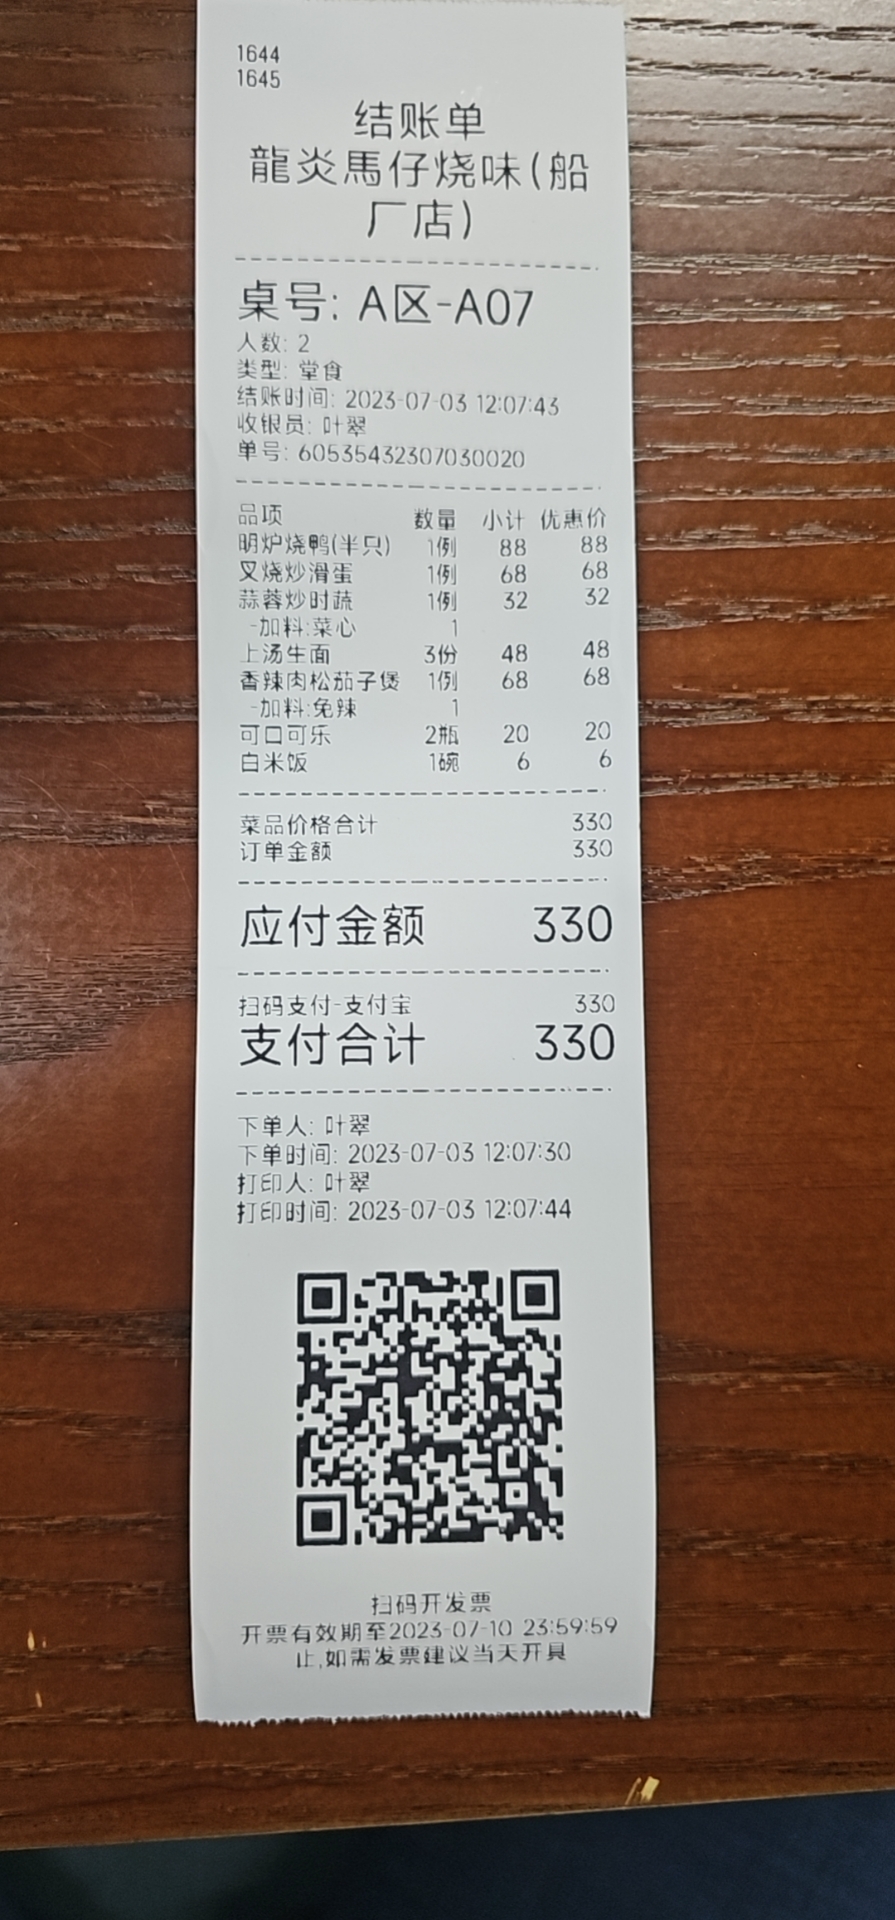 1644
1645
结账单
龍炎馬仔烧味(船
厂店)
桌号: A区-A07
人数: 2
类型: 堂食
结账时间: 2023-07-03 12:07:43
收银员: 叶翠
单号: 60535432307030020
品项 数量 小计 优惠价
明炉烧鸭(半只) 1例 88 88
叉烧炒滑蛋 1例 68 68
蒜蓉炒时蔬 1例 32 32
-加料:菜心 1
上汤生面 3份 48 48
香辣肉松茄子煲 1例 68 68
-加料:免辣 1
可口可乐 2瓶 20 20
白米饭 1碗 6 6
菜品价格合计 330
订单金额 330
应付金额 330
扫码支付-支付宝 330
支付合计 330
下单人: 叶翠
下单时间: 2023-07-03 12:07:30
打印人: 叶翠
打印时间: 2023-07-03 12:07:44
扫码开发票
开票有效期至2023-07-10 23:59:59
止,如需发票建议当天开具